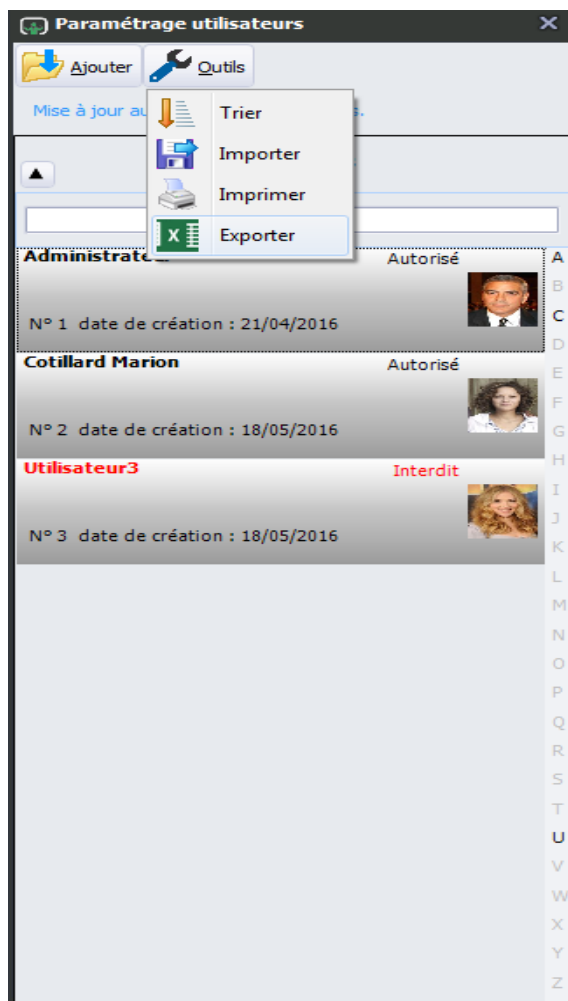 Paramétrage utilisateurs
Ajouter Outils
Mise à jour au
Trier
Importer
Imprimer
Exporter
Autorisé
N° 1 date de création : 21/04/2016
Cotillard Marion Autorisé
N° 2 date de création : 18/05/2016
Utilisateur3 Interdit
N° 3 date de création : 18/05/2016
A
B
C
D
E
F
G
H
I
J
K
L
M
N
O
P
Q
R
S
T
U
V
W
X
Y
Z